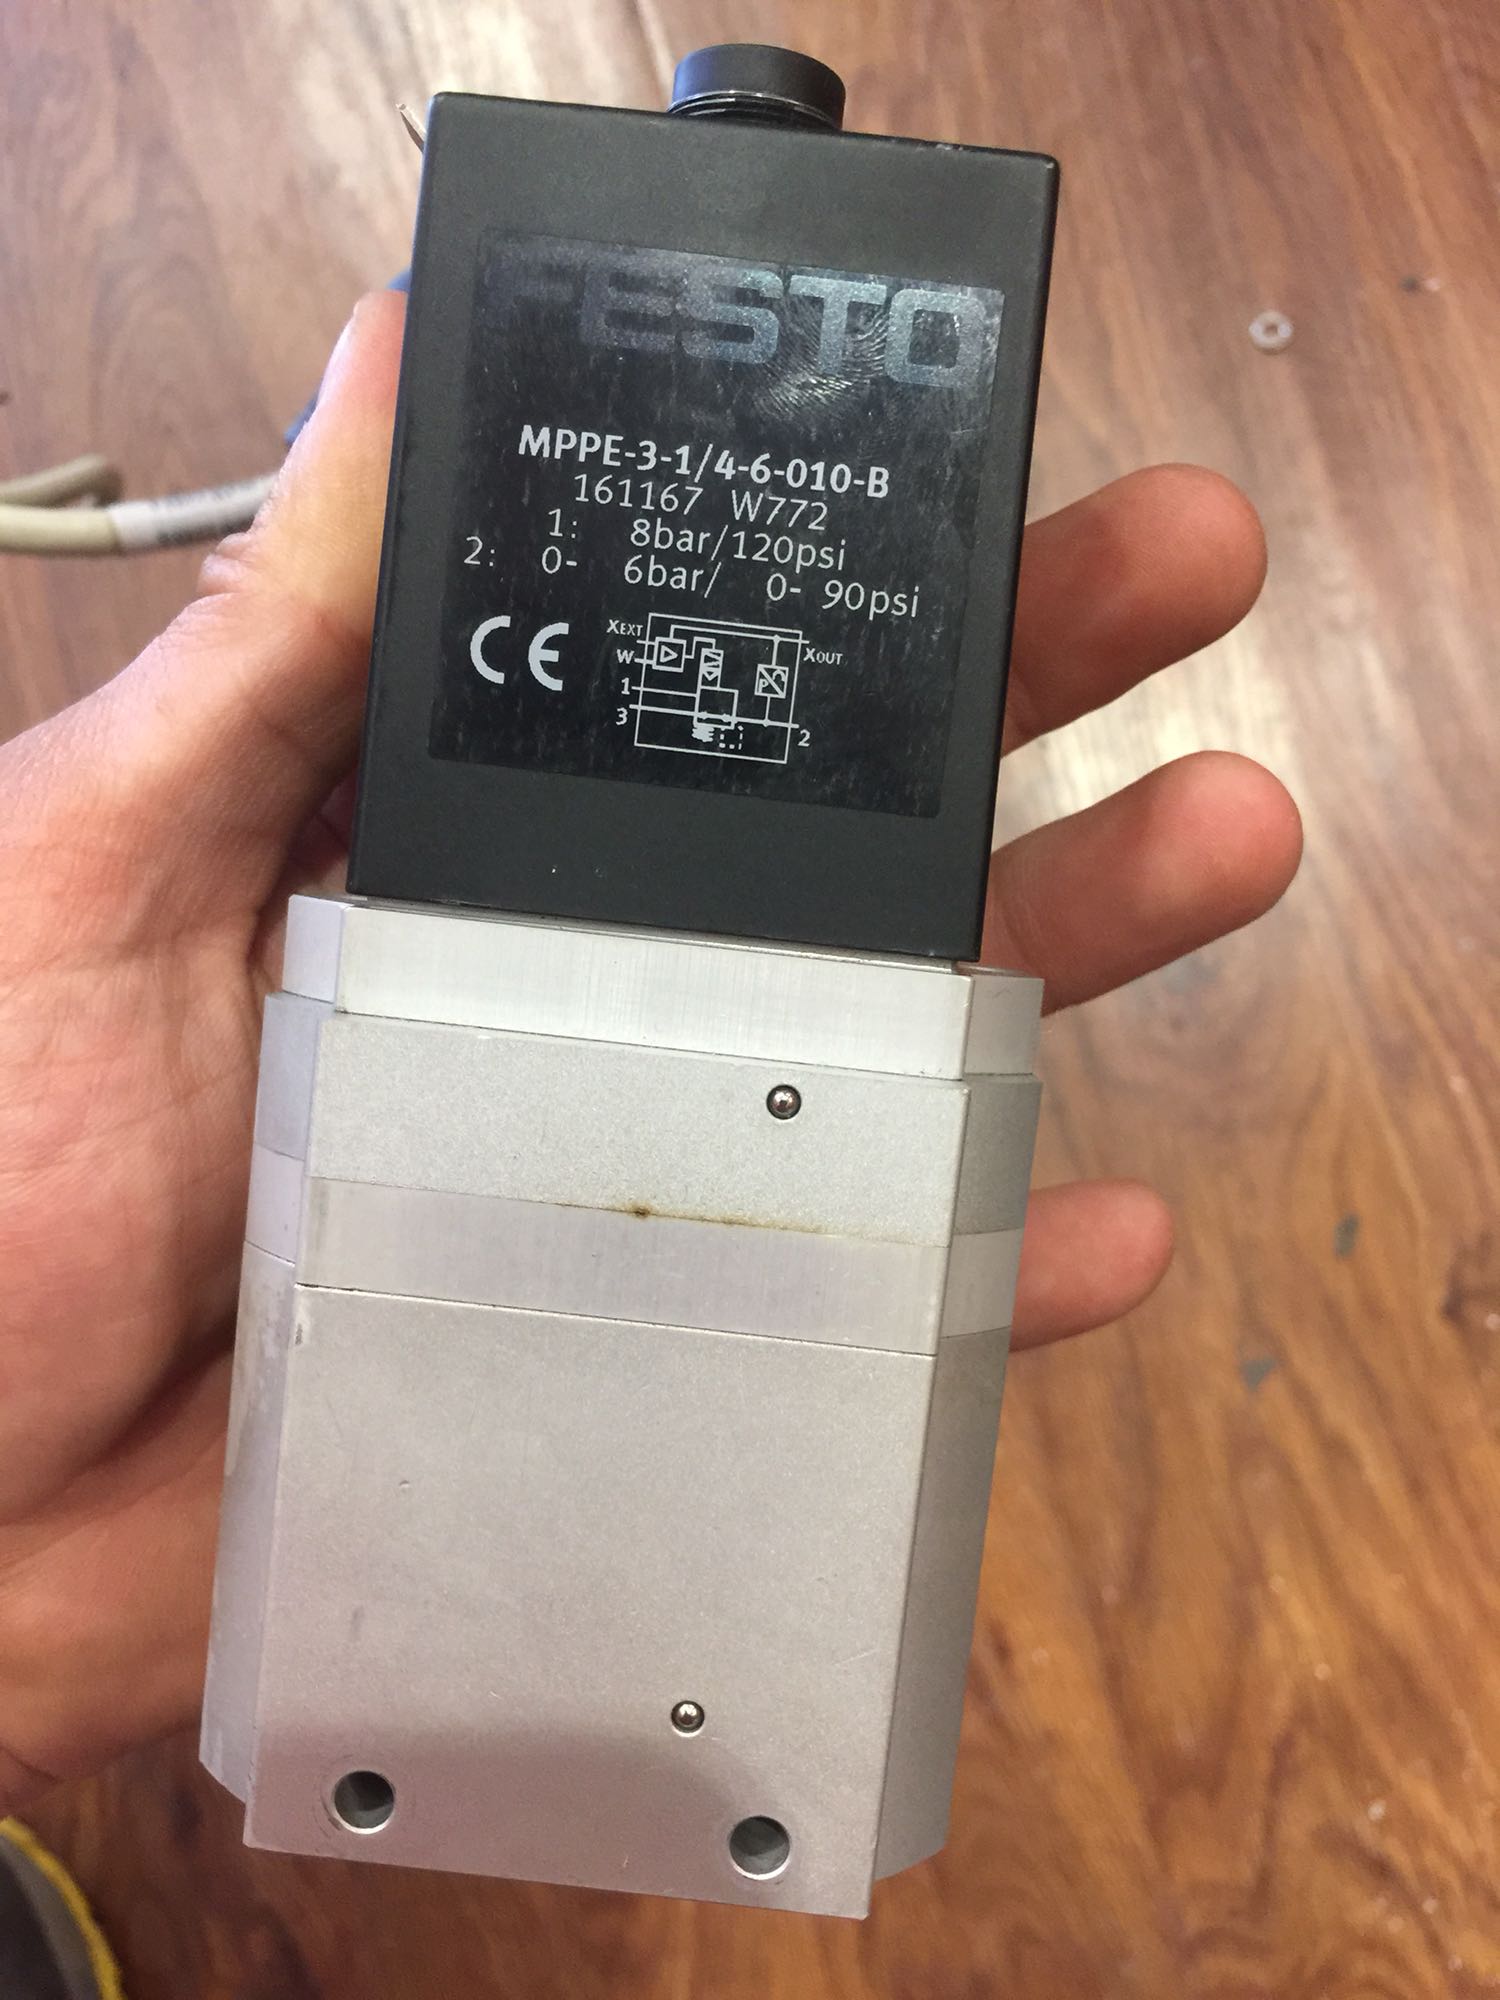 FESTO
MPPE-3-1/4-6-010-B
161167 W772
1: 8bar/120psi
2: 0- 6bar/ 0- 90psi
CE
XEXT
W
1
3
XOUT
P
2